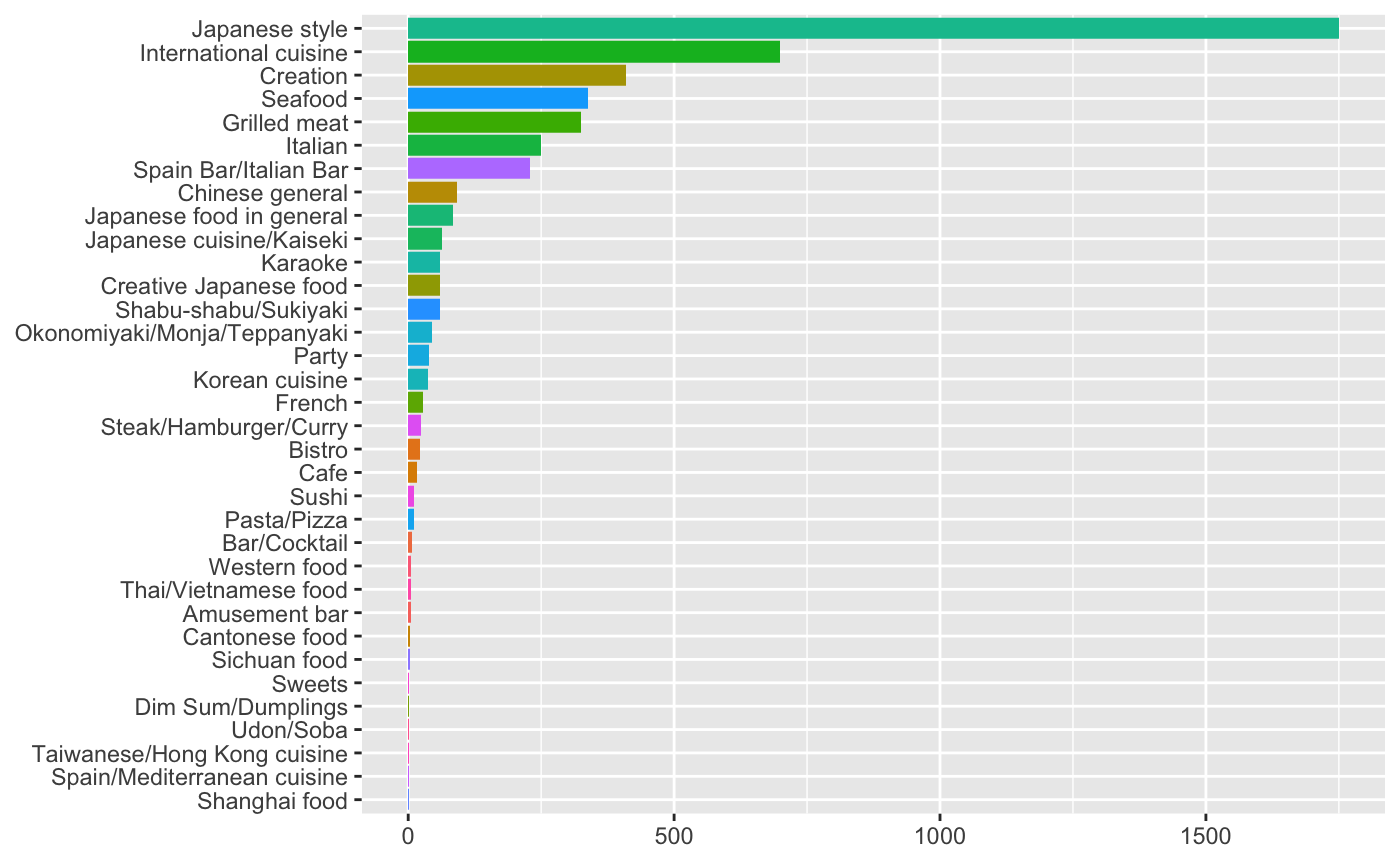 Japanese style
International cuisine
Creation
Seafood
Grilled meat
Italian
Spain Bar/Italian Bar
Chinese general
Japanese food in general
Japanese cuisine/Kaiseki
Karaoke
Creative Japanese food
Shabu-shabu/Sukiyaki
Okonomiyaki/Monja/Teppanyaki
Party
Korean cuisine
French
Steak/Hamburger/Curry
Bistro
Cafe
Sushi
Pasta/Pizza
Bar/Cocktail
Western food
Thai/Vietnamese food
Amusement bar
Cantonese food
Sichuan food
Sweets
Dim Sum/Dumplings
Udon/Soba
Taiwanese/Hong Kong cuisine
Spain/Mediterranean cuisine
Shanghai food
0 500 1000 1500